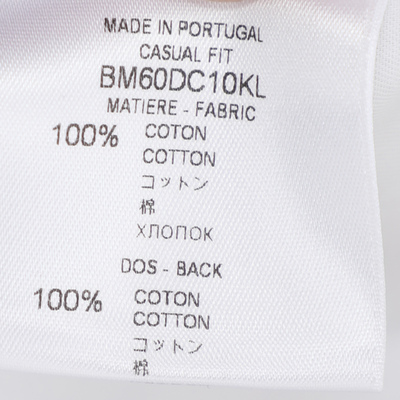 MADE IN PORTUGAL
CASUAL FIT
BM60DC10KL
MATIERE - FABRIC
100% COTON
COTTON
コットン
棉
ХЛОПОК
DOS - BACK
100% COTON
COTTON
コットン
棉